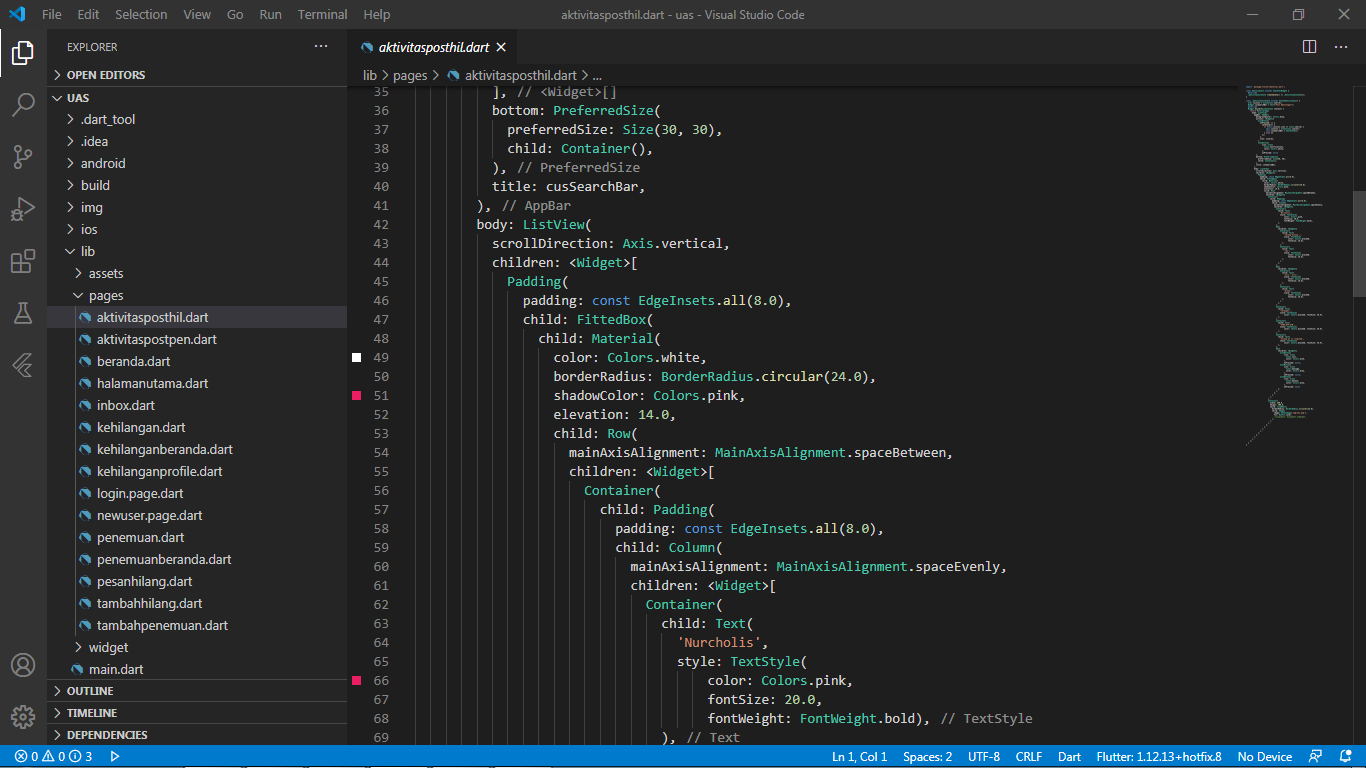 File Edit Selection View Go Run Terminal Help
aktivitasposthil.dart - uas - Visual Studio Code
EXPLORER
OPEN EDITORS
UAS
.dart_tool
.idea
android
build
img
ios
lib
assets
pages
aktivitasposthil.dart
aktivitaspostpen.dart
beranda.dart
halamanutama.dart
inbox.dart
kehilangan.dart
kehilanganberanda.dart
kehilanganprofile.dart
login.page.dart
newuser.page.dart
penemuan.dart
penemuanberanda.dart
pesanhilang.dart
tambahhilang.dart
tambahpenemuan.dart
widget
main.dart
OUTLINE
TIMELINE
DEPENDENCIES
aktivitasposthil.dart
lib > pages > aktivitasposthil.dart > ...
35 ], // <Widget>[]
36 bottom: PreferredSize(
37 preferredSize: Size(30, 30),
38 child: Container(),
39 ), // PreferredSize
40 title: cusSearchBar,
41 ), // AppBar
42 body: ListView(
43 scrollDirection: Axis.vertical,
44 children: <Widget>[
45 Padding(
46 padding: const EdgeInsets.all(8.0),
47 child: FittedBox(
48 child: Material(
49 color: Colors.white,
50 borderRadius: BorderRadius.circular(24.0),
51 shadowColor: Colors.pink,
52 elevation: 14.0,
53 child: Row(
54 mainAxisAlignment: MainAxisAlignment.spaceBetween,
55 children: <Widget>[
56 Container(
57 child: Padding(
58 padding: const EdgeInsets.all(8.0),
59 child: Column(
60 mainAxisAlignment: MainAxisAlignment.spaceEvenly,
61 children: <Widget>[
62 Container(
63 child: Text(
64 'Nurcholis',
65 style: TextStyle(
66 color: Colors.pink,
67 fontSize: 20.0,
68 fontWeight: FontWeight.bold), // TextStyle
69 ), // Text
0 0 3
Ln 1, Col 1 Spaces: 2 UTF-8 CRLF Dart Flutter: 1.12.13+hotfix.8 No Device